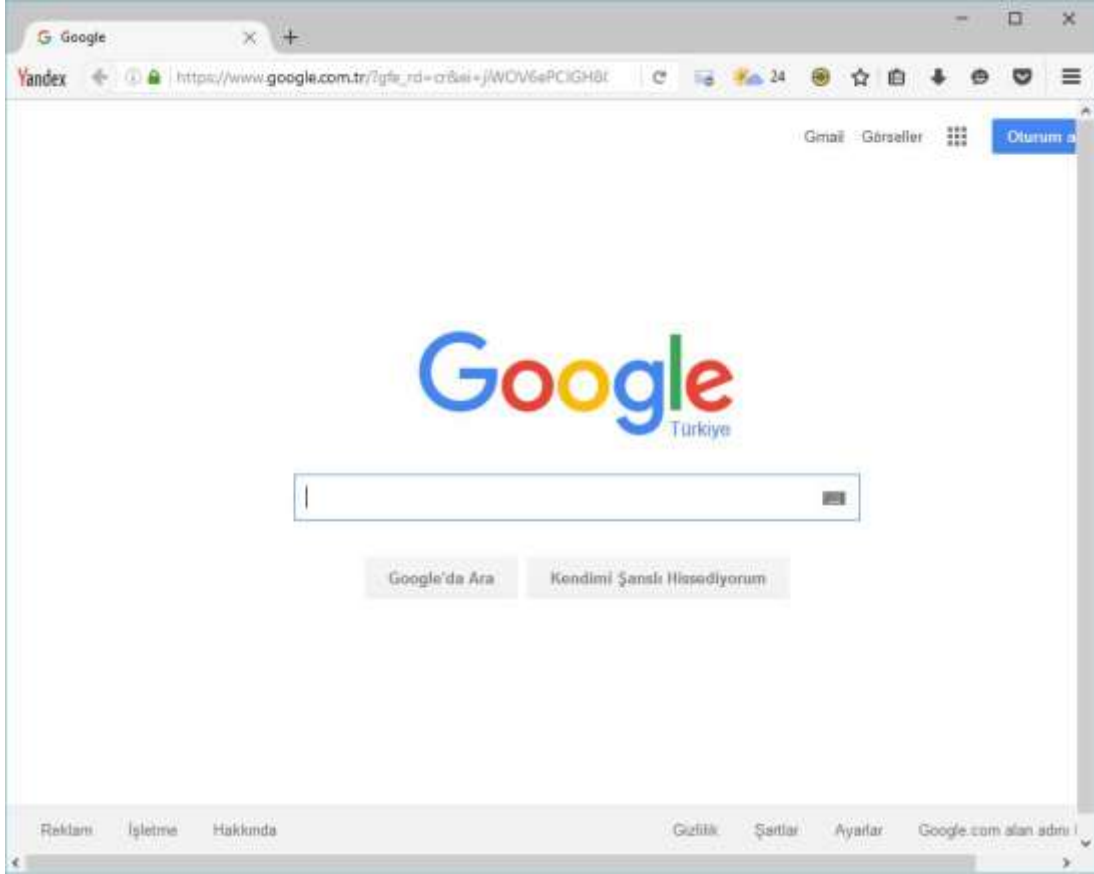 Google
Yandex https://www.google.com.tr/?gfe_rd=cr&ei= 24
Gmail Görseller Oturum a
Google
Türkiye
Google'da Ara Kendimi Şanslı Hissediyorum
Reklam İşletme Hakkında Gizlilik Şartlar Ayarlar Google.com alan adını